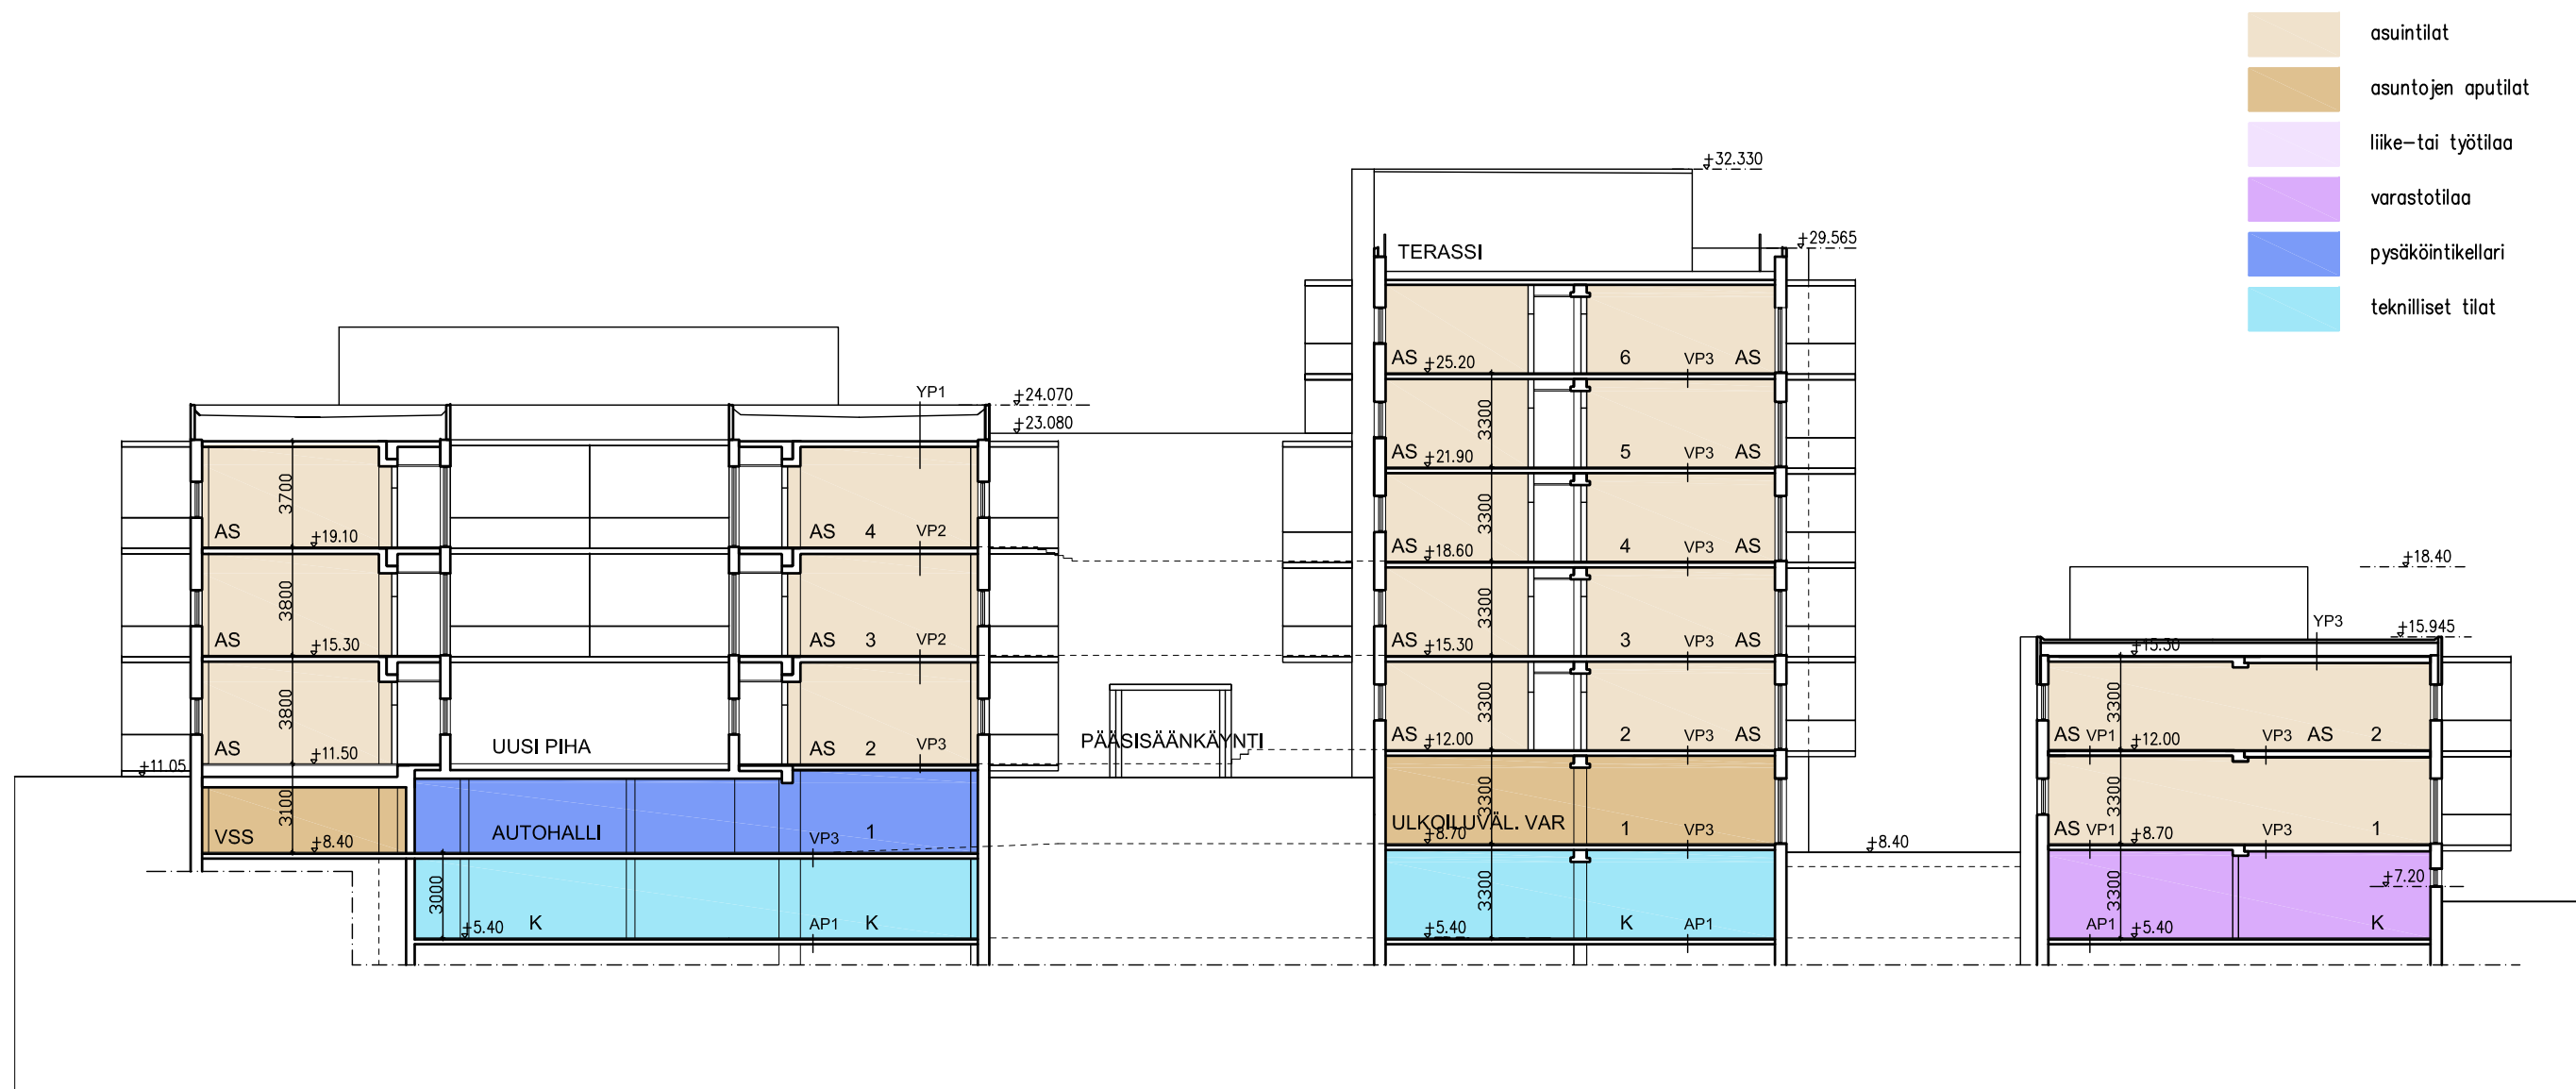 asuintilat
asuntojen aputilat
liike-tai työtilaa
varastotilaa
pysäköintikellari
teknilliset tilat
+32.330
+29.565
TERASSI
AS +25.20 6 VP3 AS
3300
AS +21.90 5 VP3 AS
3300
AS +18.60 4 VP3 AS
3300
AS +15.30 3 VP3 AS
3300
AS +12.00 2 VP3 AS
3300
ULKOILUVÄL. VAR
+8.70 1 VP3
3300
+5.40 K AP1
YP1
+24.070
+23.080
3700
AS +19.10 AS 4 VP2
3800
AS +15.30 AS 3 VP2
3800
AS +11.50 UUSI PIHA AS 2 VP3
+11.05
3100
VSS +8.40 AUTOHALLI VP3 1
3000
+5.40 K AP1 K
PÄÄSISÄÄNKÄYNTI
+8.40
+18.40
YP3
+15.945
+15.30
3300
AS VP1 +12.00 VP3 AS 2
3300
AS VP1 +8.70 VP3 1
3300
+7.20
AP1 +5.40 K